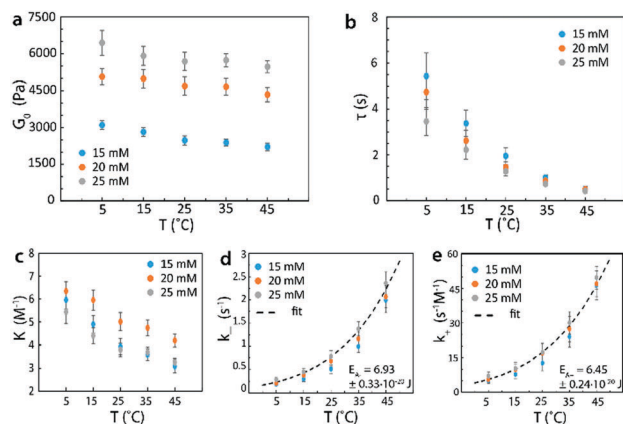 a
7500
6000
4500
3000
1500
0
G₀ (Pa)
15 mM
20 mM
25 mM
5 15 25 35 45
T (˚C)
b
8
6
4
2
0
τ (s)
15 mM
20 mM
25 mM
5 15 25 35 45
T (˚C)
c
8
7
6
5
4
3
2
K (M⁻¹)
15 mM
20 mM
25 mM
5 15 25 35 45
T (˚C)
d
3
2.5
2
1.5
1
0.5
0
k₋ (s⁻¹)
15 mM
20 mM
25 mM
fit
= 6.93
± 0.33·10
J
5 15 25 35 45
T (˚C)
e
60
45
30
15
0
k₊ (s⁻¹M⁻¹)
15 mM
20 mM
25 mM
fit
= 6.45
± 0.24·10
J
5 15 25 35 45
T (˚C)